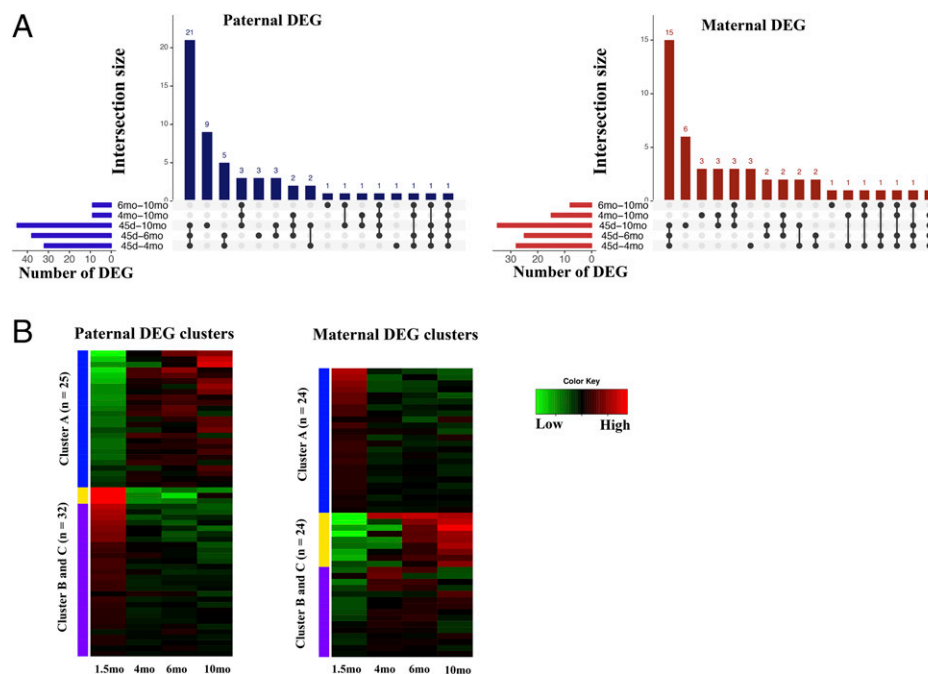 A
Paternal DEG
Maternal DEG
Intersection size
20
15
10
5
0
21
9
5
3
3
3
2
2
1
1
1
1
1
1
1
1
6mo-10mo
4mo-10mo
45d-10mo
45d-6mo
45d-4mo
40
20
0
Number of DEG
Intersection size
15
10
5
0
15
6
3
3
3
3
2
2
2
2
1
1
1
1
1
1
6mo-10mo
4mo-10mo
45d-10mo
45d-6mo
45d-4mo
30
20
10
0
Number of DEG
B
Paternal DEG clusters
Maternal DEG clusters
Cluster A (n = 25)
Cluster B and C (n = 32)
1.5mo 4mo 6mo 10mo
Cluster A (n = 24)
Cluster B and C (n = 24)
1.5mo 4mo 6mo 10mo
Color Key
Low High